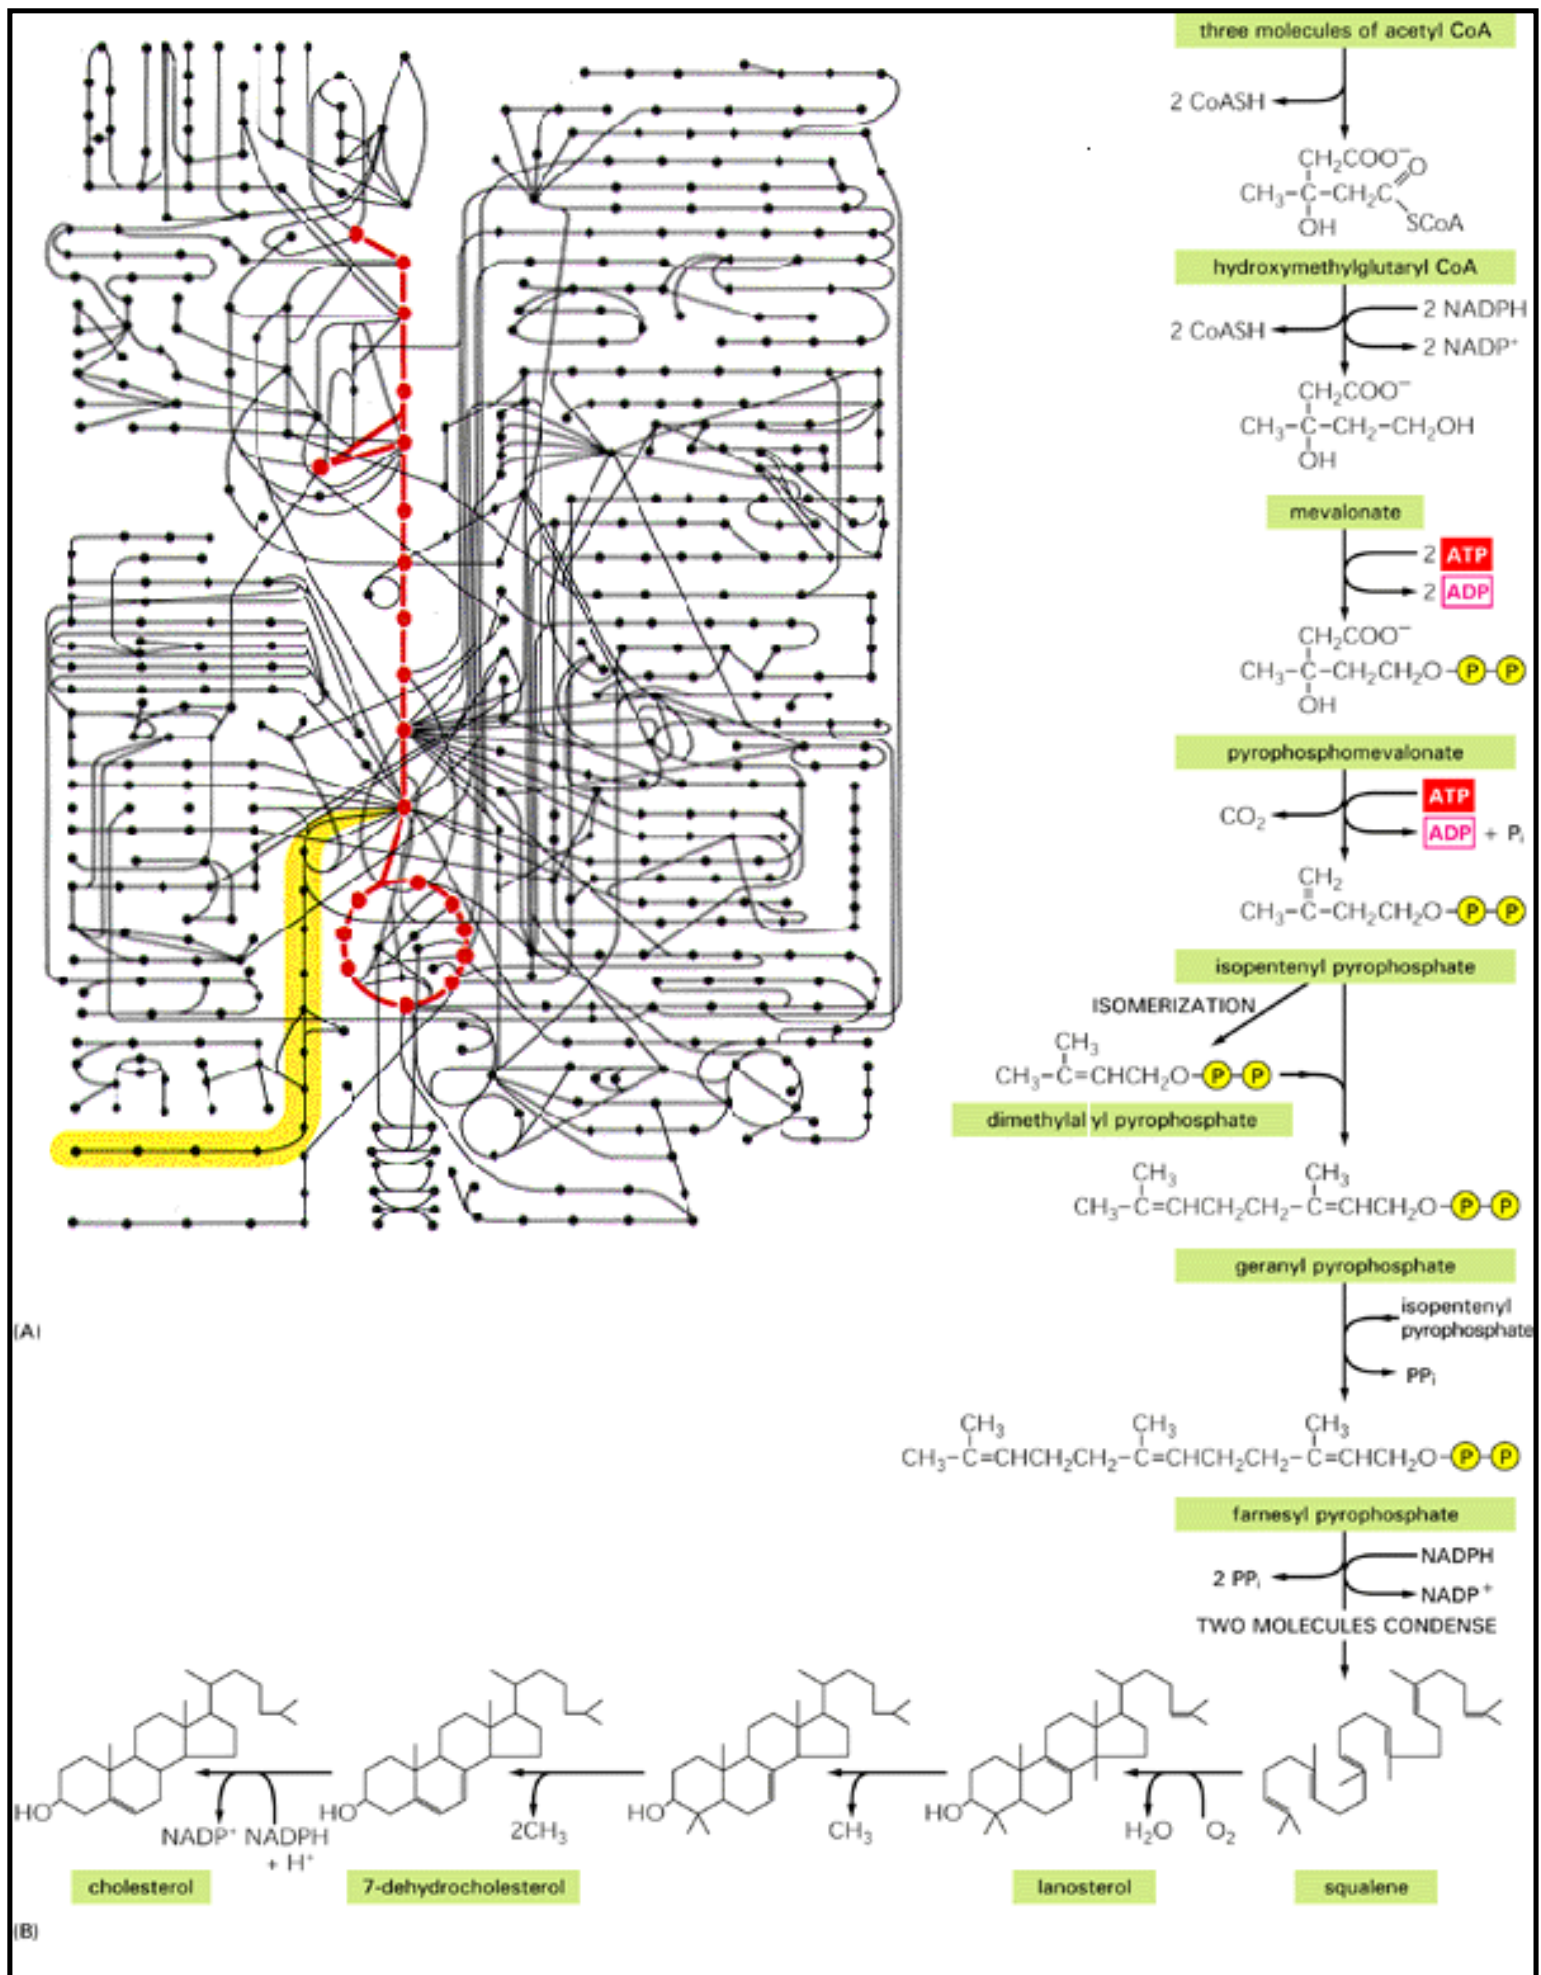 three molecules of acetyl CoA
2 CoASH
CH₂COO⁻
O
CH₃–C–CH₂C
OH
SCoA
hydroxymethylglutaryl CoA
2 NADPH
2 CoASH
2 NADP⁺
CH₂COO⁻
CH₃–C–CH₂–CH₂OH
OH
mevalonate
2 ATP
2 ADP
CH₂COO⁻
CH₃–C–CH₂CH₂O–P–P
OH
pyrophosphomevalonate
ATP
CO₂
ADP + Pᵢ
CH₂
CH₃–C–CH₂CH₂O–P–P
isopentenyl pyrophosphate
ISOMERIZATION
CH₃
CH₃–C=CHCH₂O–P–P
dimethylalyl pyrophosphate
CH₃ CH₃
CH₃–C=CHCH₂CH₂–C=CHCH₂O–P–P
geranyl pyrophosphate
isopentenyl
pyrophosphate
(A)
PPᵢ
CH₃ CH₃ CH₃
CH₃–C=CHCH₂CH₂–C=CHCH₂CH₂–C=CHCH₂O–P–P
farnesyl pyrophosphate
NADPH
2 PPᵢ
NADP⁺
TWO MOLECULES CONDENSE
HO HO HO HO
NADP⁺ NADPH
+ H⁺
2CH₃
CH₃
H₂O O₂
cholesterol
7-dehydrocholesterol
lanosterol
squalene
(B)